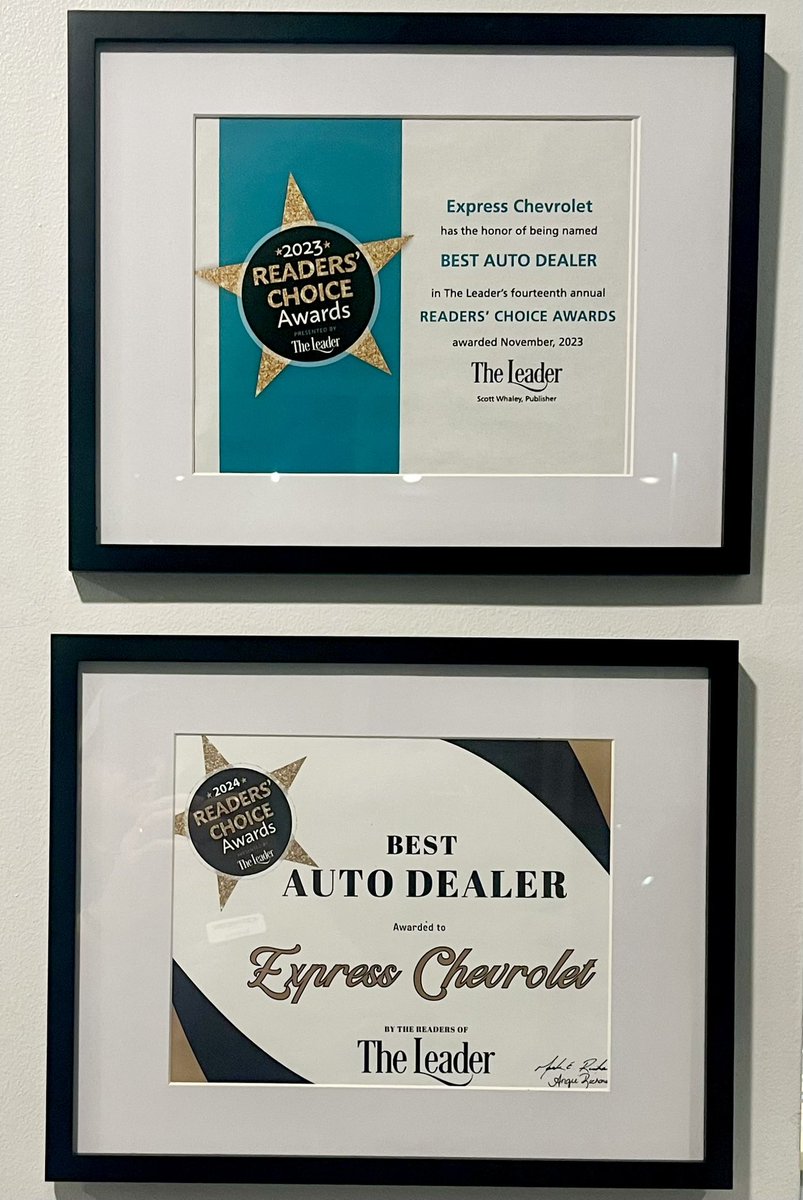 2023
READERS'
CHOICE
Awards
PRESENTED BY
The Leader
Express Chevrolet
has the honor of being named
BEST AUTO DEALER
in The Leader's fourteenth annual
READERS' CHOICE AWARDS
awarded November, 2023
The Leader
Scott Whaley, Publisher
2024
READERS'
CHOICE
Awards
PRESENTED BY
The Leader
BEST
AUTO DEALER
Awarded to
Express Chevrolet
BY THE READERS OF
The Leader